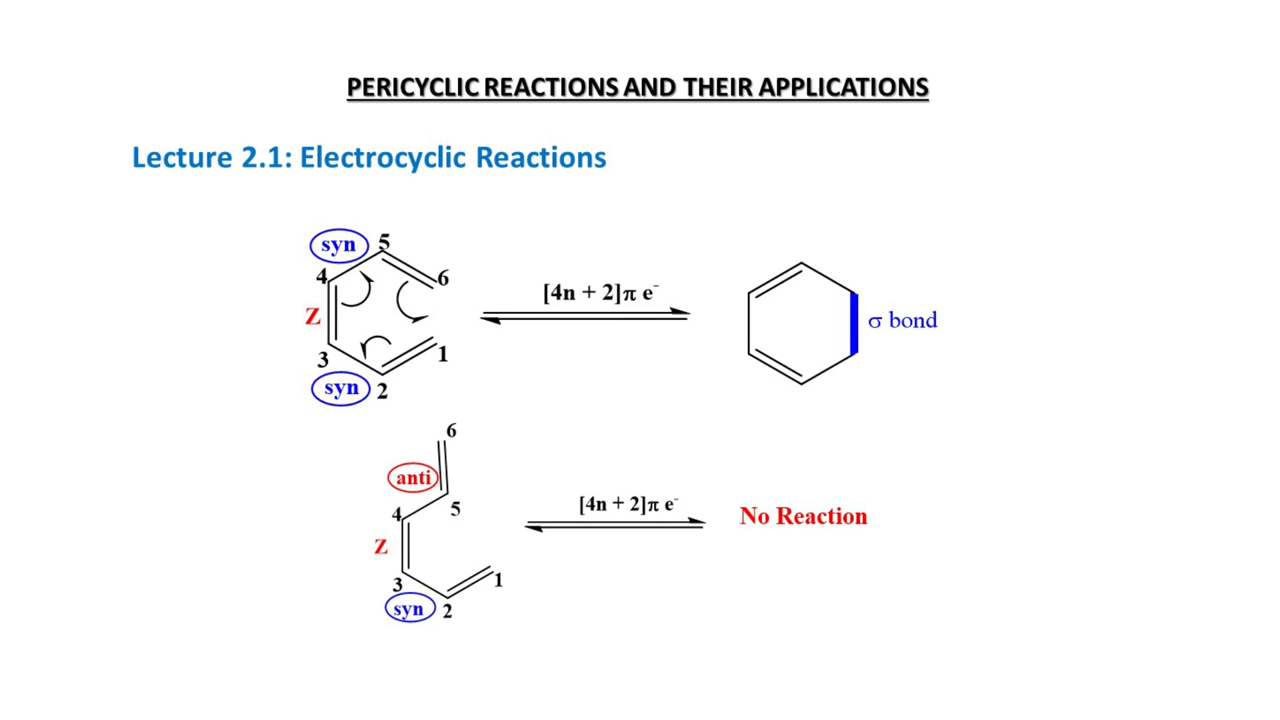 PERICYCLIC REACTIONS AND THEIR APPLICATIONS
Lecture 2.1: Electrocyclic Reactions
syn 5
4 6
[4n + 2]π e⁻
Z
σ bond
3 1
syn 2
6
anti
4 5
[4n + 2]π e⁻
No Reaction
Z
3 1
syn 2